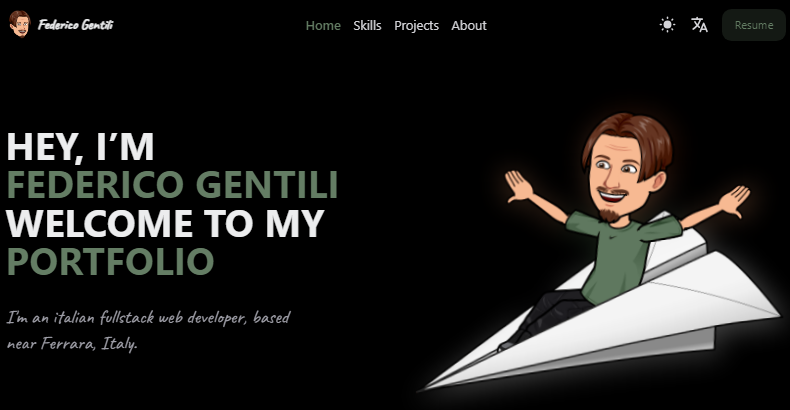 Federico Gentili
Home Skills Projects About
Resume
HEY, I’M
FEDERICO GENTILI
WELCOME TO MY
PORTFOLIO
I'm an italian fullstack web developer, based
near Ferrara, Italy.